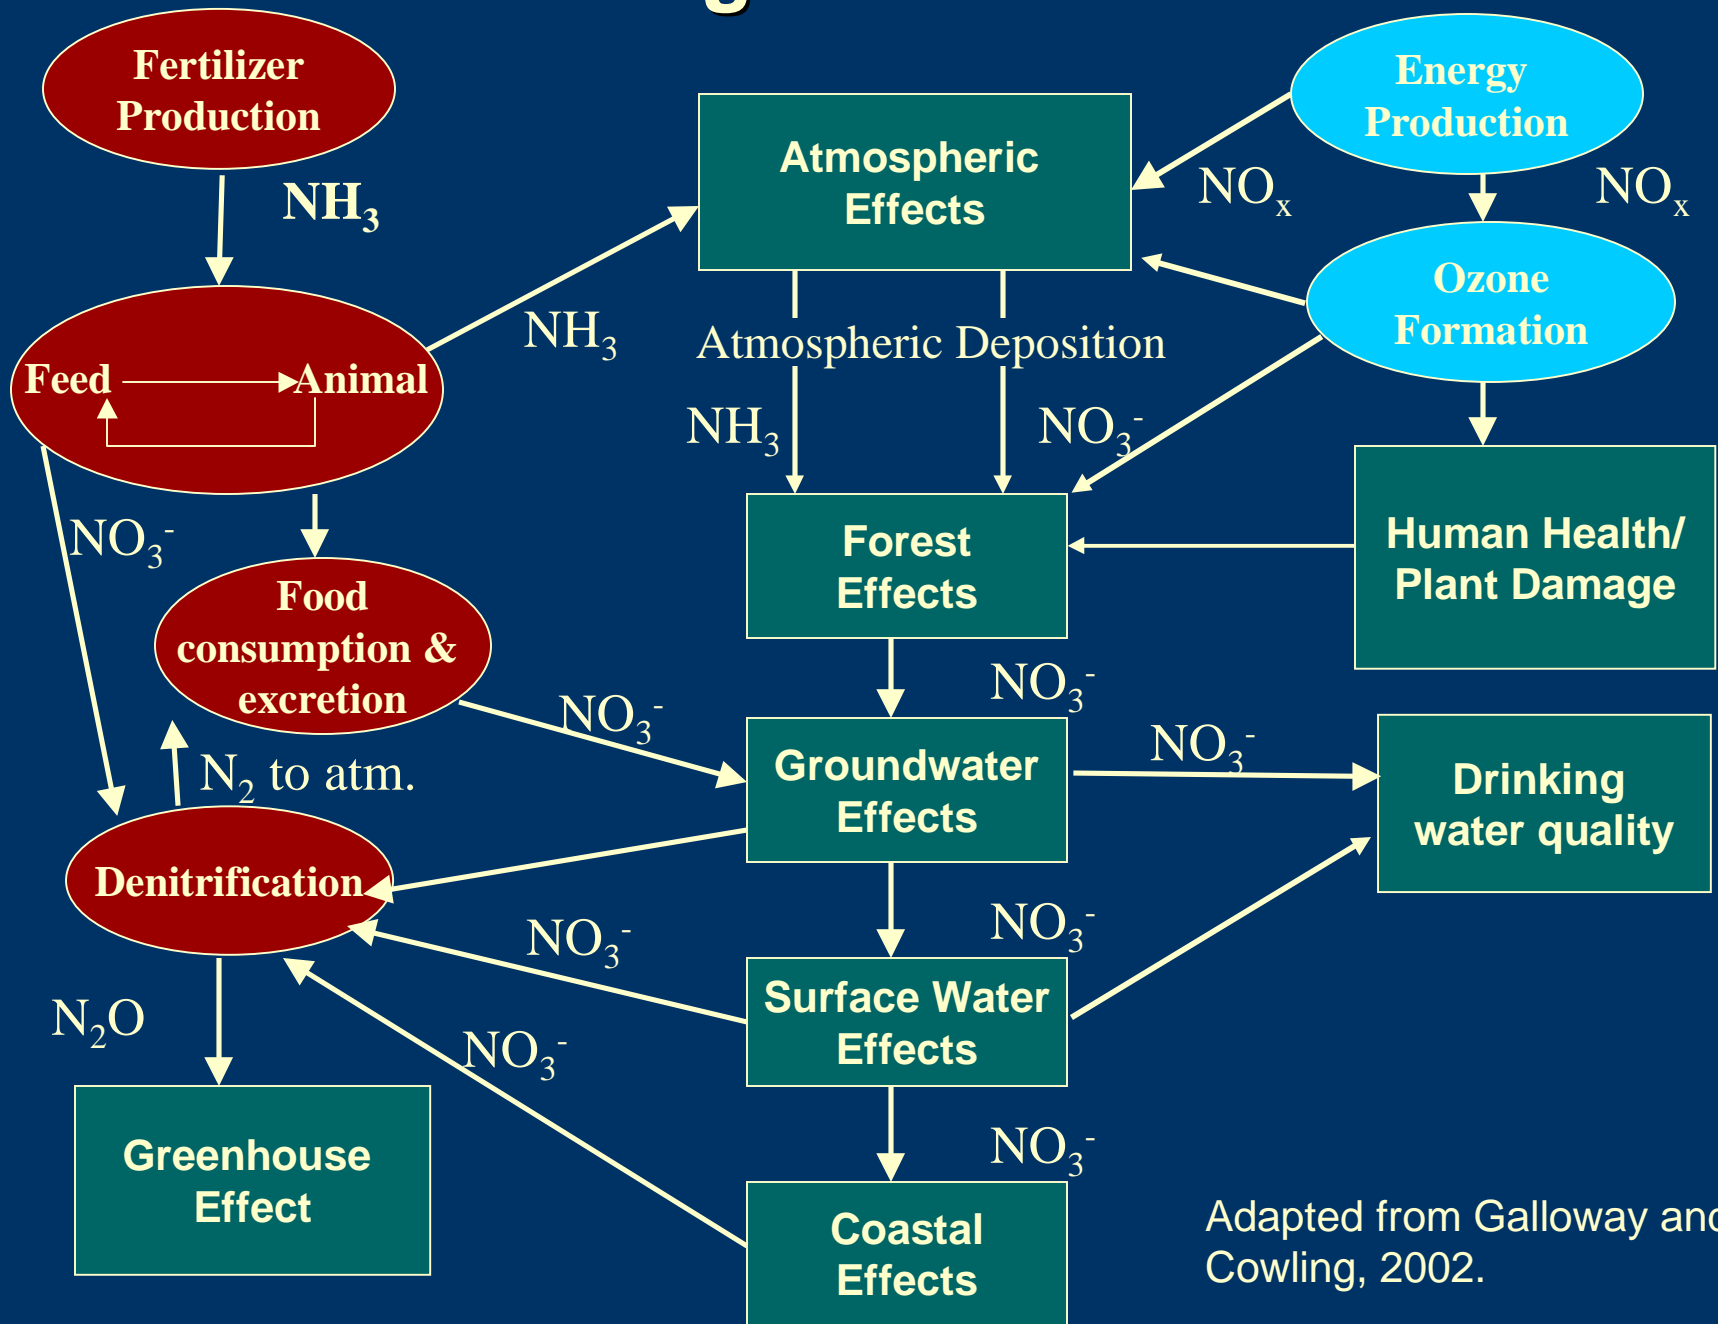 Fertilizer
Production
NH₃
Feed
Animal
NO₃⁻
Food
consumption &
excretion
N₂ to atm.
Denitrification
N₂O
Greenhouse
Effect
NH₃
Atmospheric
Effects
Atmospheric Deposition
NH₃
NO₃⁻
Forest
Effects
NO₃⁻
NO₃⁻
Groundwater
Effects
NO₃⁻
NO₃⁻
NO₃⁻
Surface Water
Effects
NO₃⁻
NO₃⁻
Coastal
Effects
Energy
Production
NOₓ
NOₓ
Ozone
Formation
Human Health/
Plant Damage
Drinking
water quality
Adapted from Galloway and
Cowling, 2002.